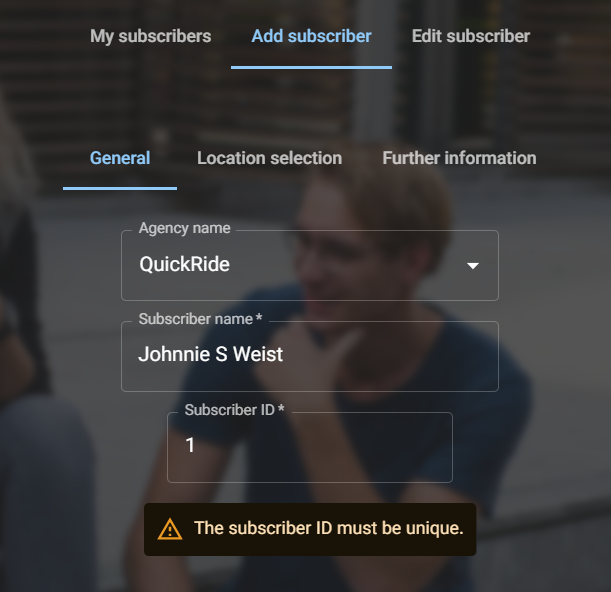 My subscribers Add subscriber Edit subscriber
General Location selection Further information
Agency name
QuickRide
Subscriber name *
Johnnie S Weist
Subscriber ID *
1
The subscriber ID must be unique.